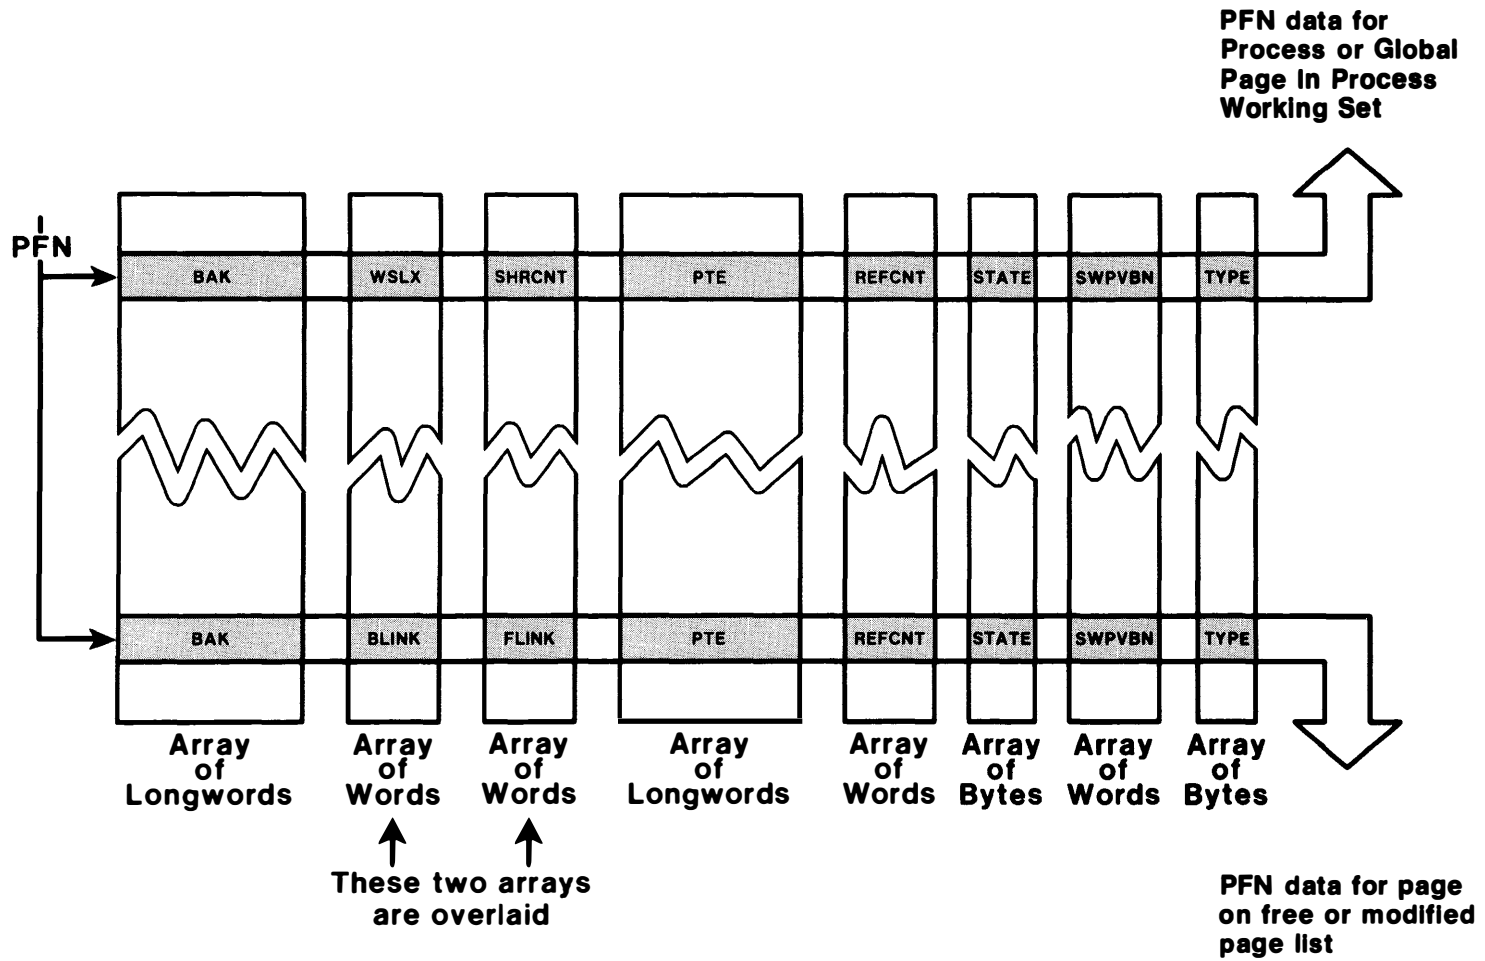 PFN data for
Process or Global
Page In Process
Working Set
PFN
BAK WSLX SHRCNT PTE REFCNT STATE SWPVBN TYPE
BAK BLINK FLINK PTE REFCNT STATE SWPVBN TYPE
Array Array Array Array Array Array Array Array
of of of of of of of of
Longwords Words Words Longwords Words Bytes Words Bytes
These two arrays
are overlaid
PFN data for page
on free or modified
page list